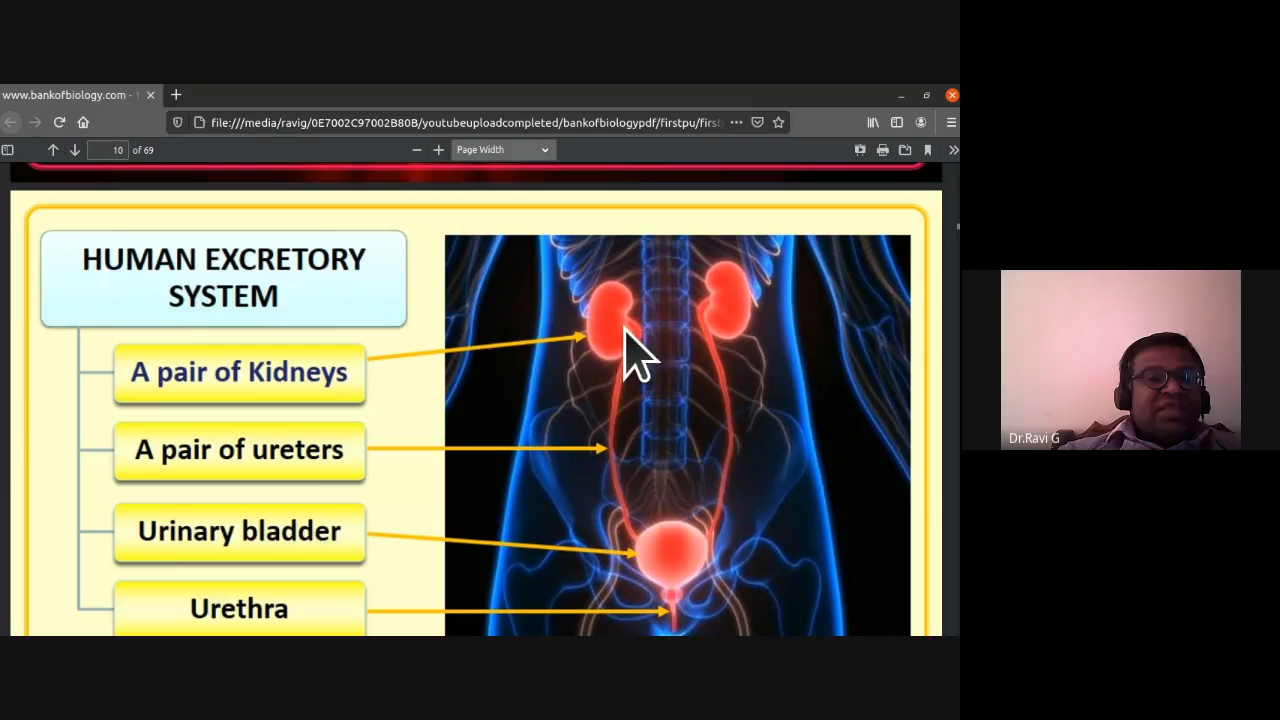 www.bankofbiology.com -
file:///media/ravig/0E7002C97002B80B/youtubeuploadcompleted/bankofbiologypdf/firstpu/first
10 of 69
Page Width
HUMAN EXCRETORY
SYSTEM
A pair of Kidneys
A pair of ureters
Urinary bladder
Urethra
Dr.Ravi G